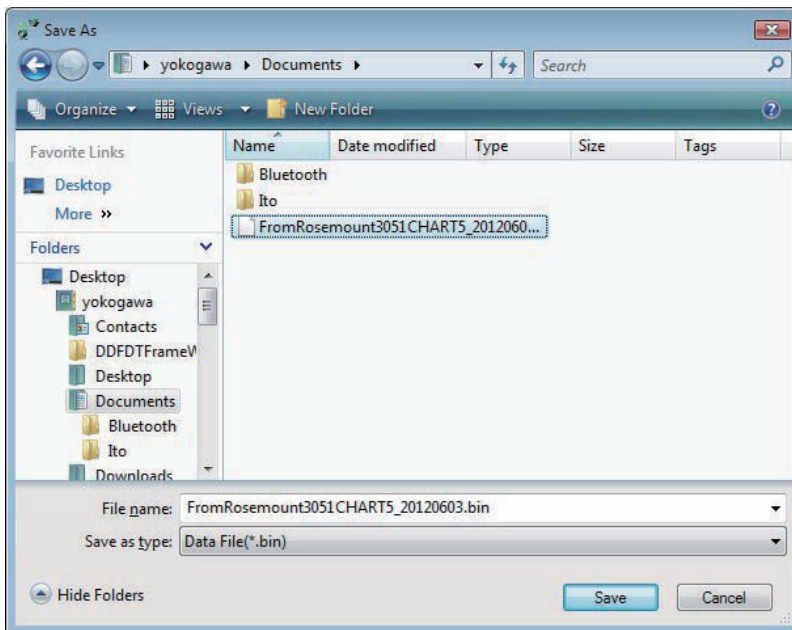 Save As
yokogawa Documents Search
Organize Views New Folder
Favorite Links
Desktop
More »
Folders
Desktop
yokogawa
Contacts
DDFDTFrameW
Desktop
Documents
Bluetooth
Ito
Downloads
Name Date modified Type Size Tags
Bluetooth
Ito
FromRosemount3051CHART5_2012060...
File name: FromRosemount3051CHART5_20120603.bin
Save as type: Data File(*.bin)
Hide Folders Save Cancel